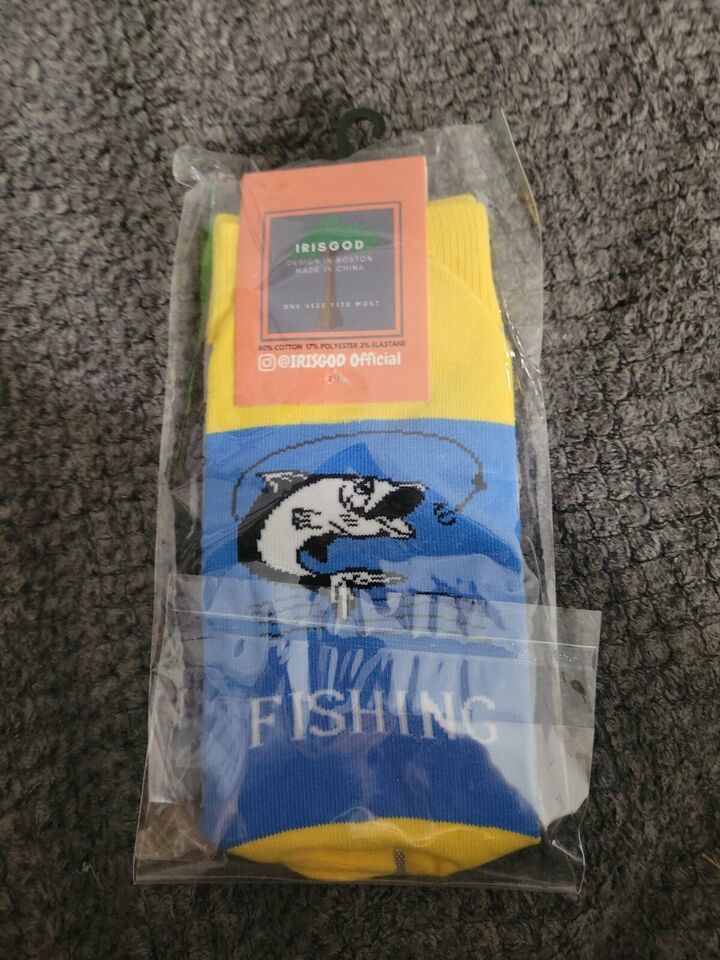 IRISGOD
DESIGN IN BOSTON
MADE IN CHINA
ONE SIZE FITS MOST
80% COTTON 17% POLYESTER 3% ELASTANE
@IRISGOD Official
FISHING